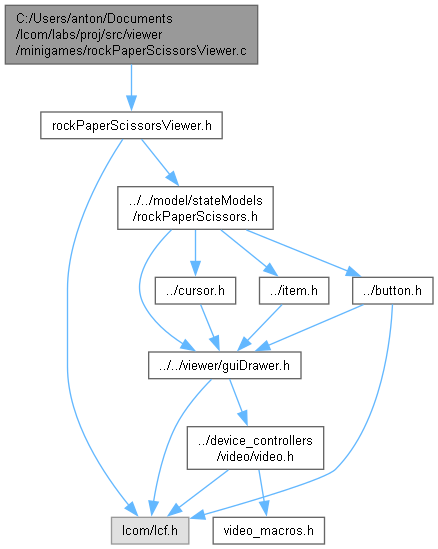 C:/Users/anton/Documents
/lcom/labs/proj/src/viewer
/minigames/rockPaperScissorsViewer.c
rockPaperScissorsViewer.h
../../model/stateModels
/rockPaperScissors.h
../cursor.h
../item.h
../button.h
../../viewer/guiDrawer.h
../device_controllers
/video/video.h
lcom/lcf.h
video_macros.h